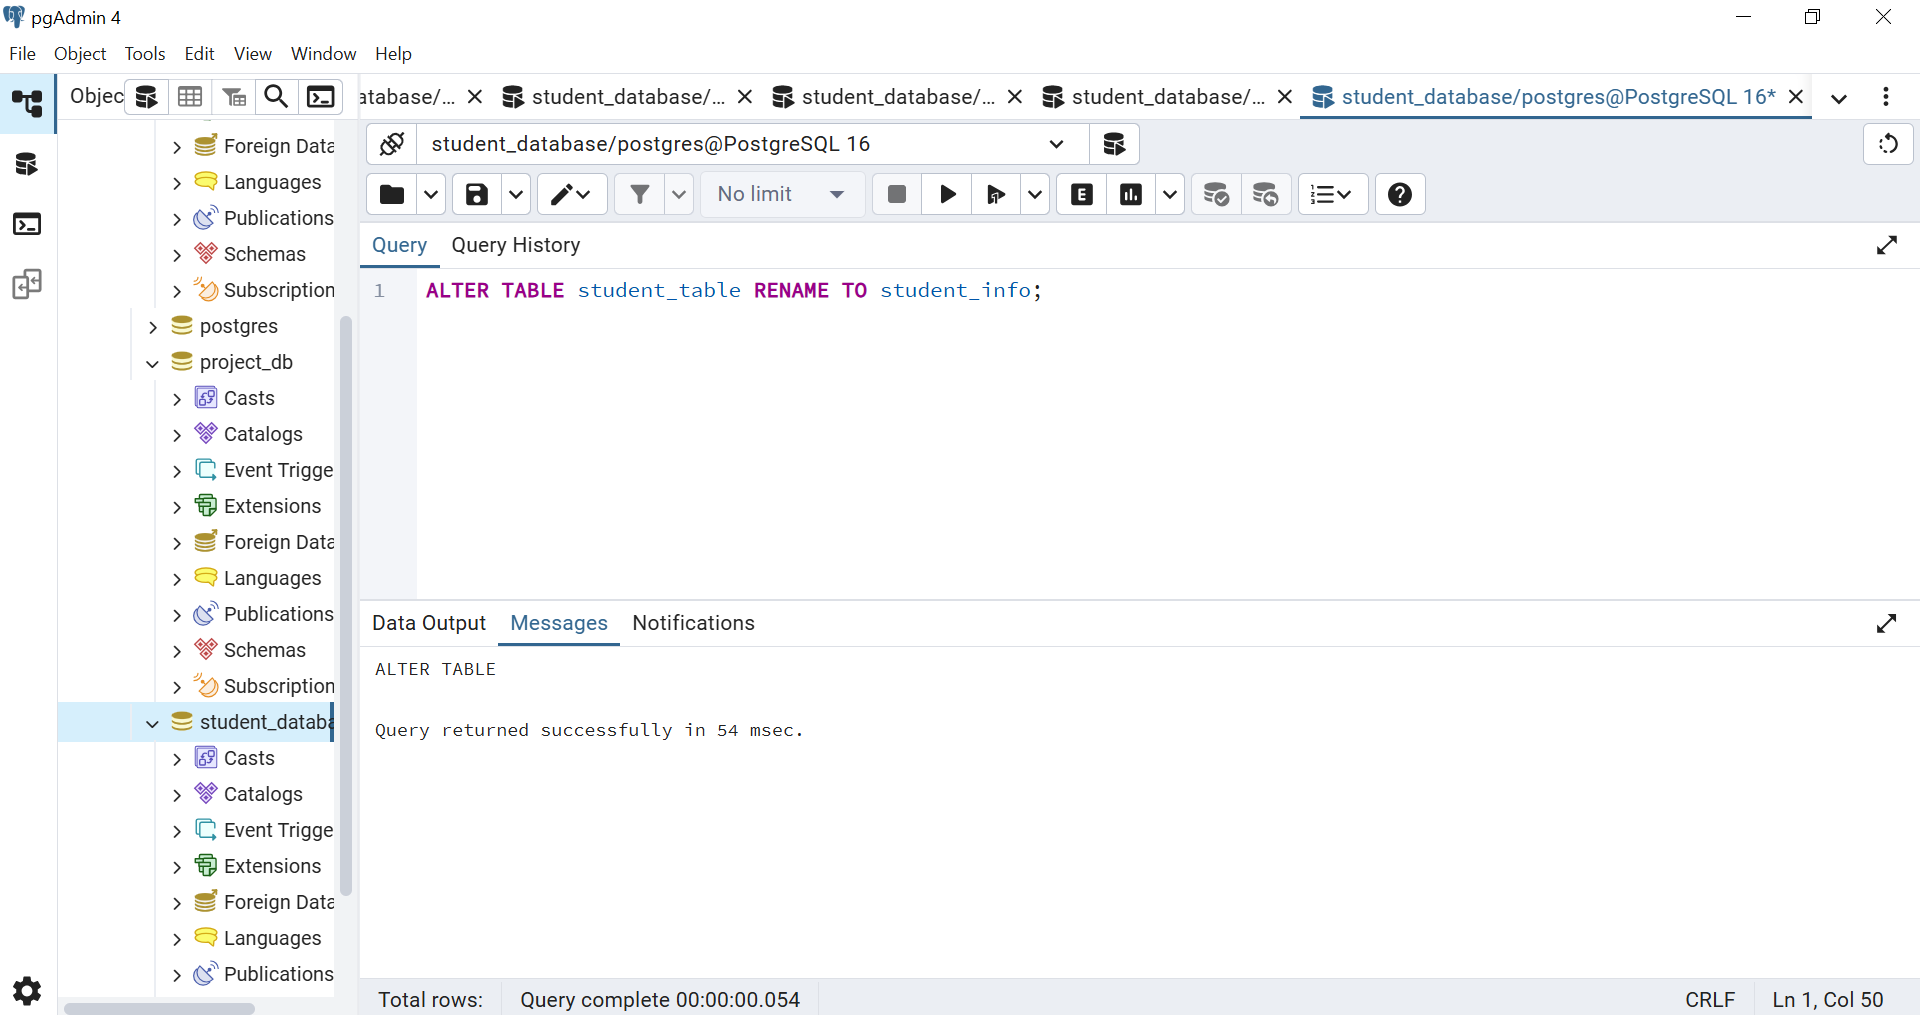 pgAdmin 4
File Object Tools Edit View Window Help
Objec
atabase/... student_database/... student_database/... student_database/... student_database/postgres@PostgreSQL 16*
student_database/postgres@PostgreSQL 16
No limit
E
Query Query History
1 ALTER TABLE student_table RENAME TO student_info;
Foreign Data
Languages
Publications
Schemas
Subscription
postgres
project_db
Casts
Catalogs
Event Trigge
Extensions
Foreign Data
Languages
Publications
Schemas
Subscription
student_databa
Casts
Catalogs
Event Trigge
Extensions
Foreign Data
Languages
Publications
Data Output Messages Notifications
ALTER TABLE
Query returned successfully in 54 msec.
Total rows: Query complete 00:00:00.054 CRLF Ln 1, Col 50